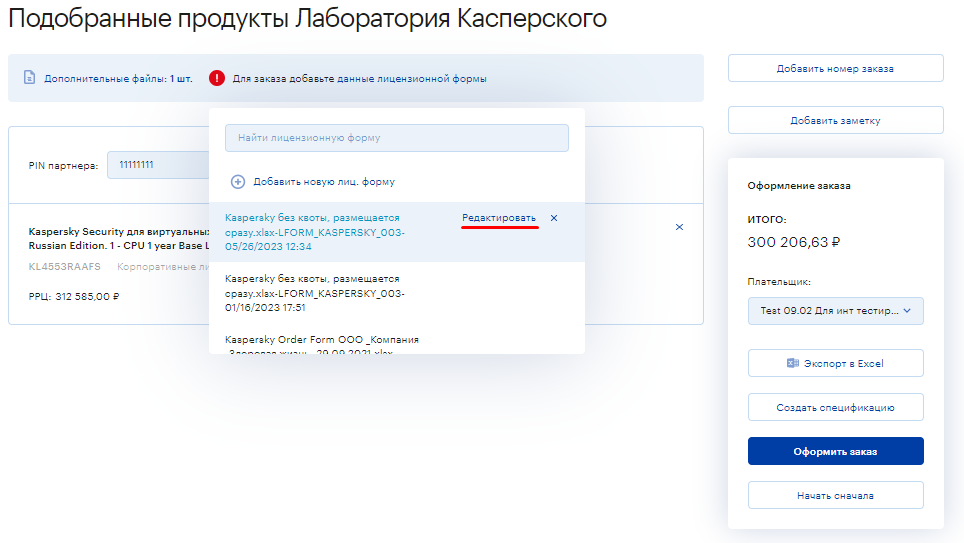 Подобранные продукты Лаборатория Касперского
Дополнительные файлы: 1 шт.
Для заказа добавьте данные лицензионной формы
PIN партнера:
11111111
Найти лицензионную форму
Добавить новую лиц. форму
Kaspersky без квоты, размещается
сразу.xlsx-LFORM_KASPERSKY_003-
05/26/2023 12:34
Редактировать
Kaspersky без квоты, размещается
сразу.xlsx-LFORM_KASPERSKY_003-
01/16/2023 17:51
Kaspersky Order Form ООО _Компания
_Здоровая жизнь_29.09.2021.xlsx-
Kaspersky Security для виртуальных
Russian Edition. 1 - CPU 1 year Base L
KL4553RAAFS
Корпоративные ли
РРЦ: 312 585,00 ₽
Добавить номер заказа
Добавить заметку
Оформление заказа
ИТОГО:
300 206,63 ₽
Плательщик:
Test 09.02 Для инт тестир...
Экспорт в Excel
Создать спецификацию
Оформить заказ
Начать сначала